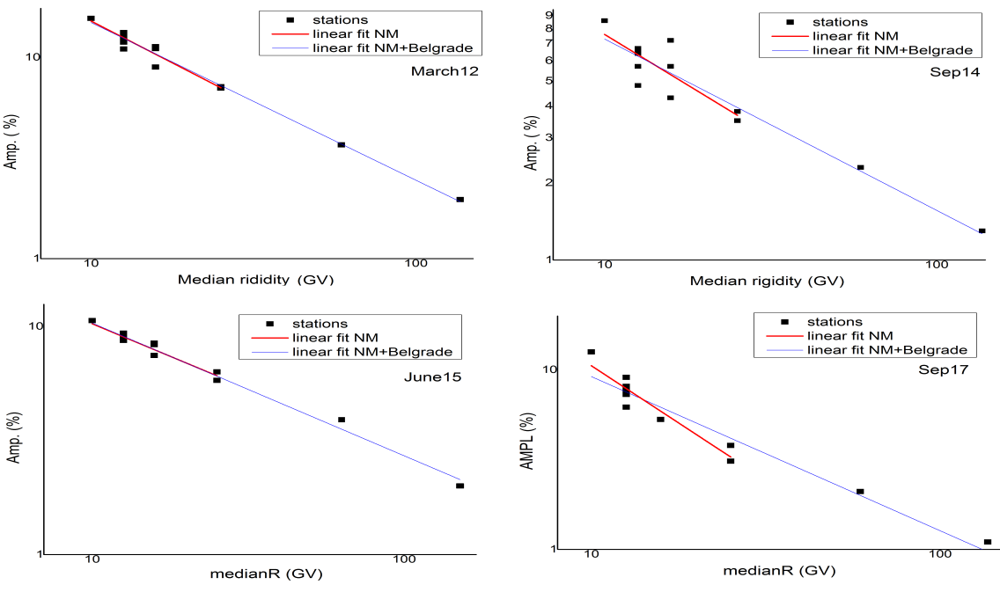 stations
linear fit NM
linear fit NM+Belgrade
March12
10
1
Amp. ( %)
10
100
Median rididity (GV)
stations
linear fit NM
linear fit NM+Belgrade
Sep14
9
8
7
6
5
4
3
2
1
Amp. ( %)
10
100
Median rigidity (GV)
stations
linear fit NM
linear fit NM+Belgrade
June15
10
1
Amp. (%)
10
100
medianR (GV)
stations
linear fit NM
linear fit NM+Belgrade
Sep17
10
1
AMPL (%)
10
100
medianR (GV)